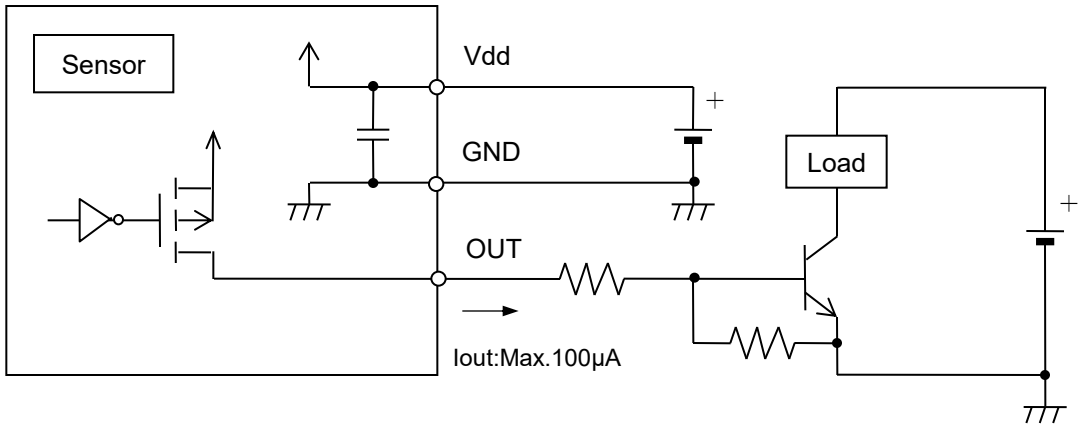 Sensor
Vdd
+
GND
Load
+
OUT
Iout:Max.100µA